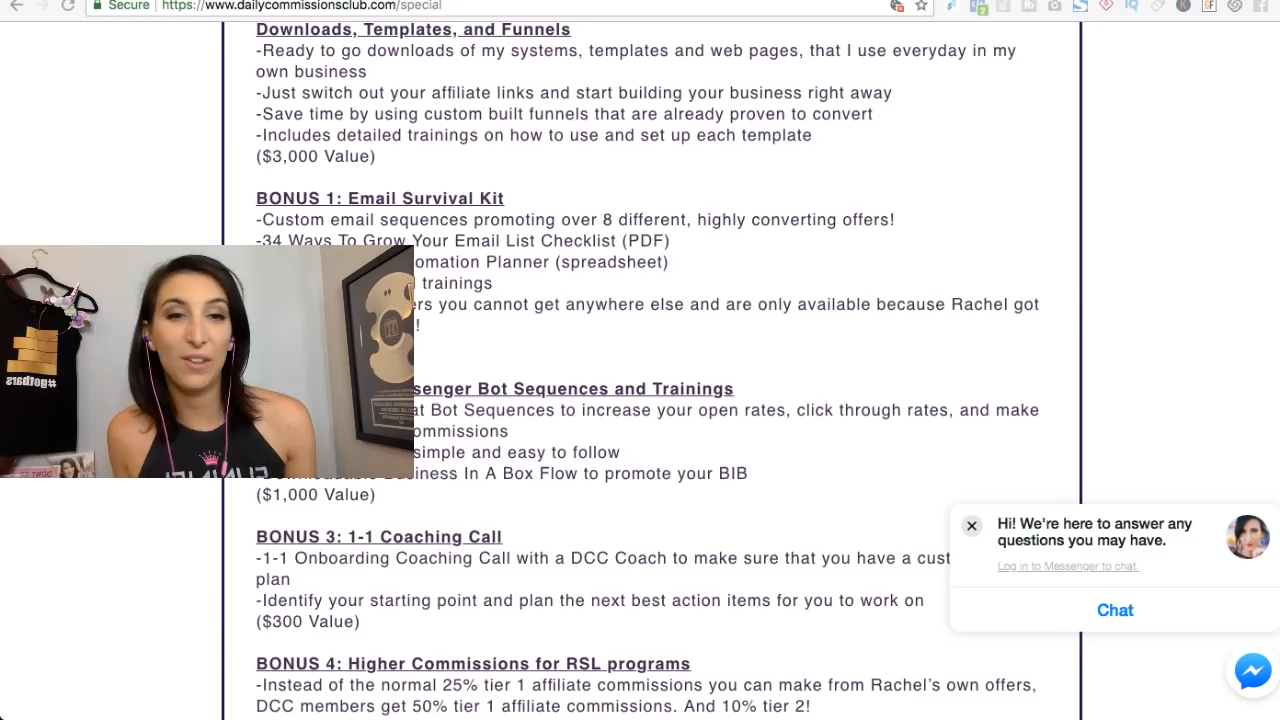 Secure
https://www.dailycommissionsclub.com/special
Downloads, Templates, and Funnels
-Ready to go downloads of my systems, templates and web pages, that I use everyday in my
own business
-Just switch out your affiliate links and start building your business right away
-Save time by using custom built funnels that are already proven to convert
-Includes detailed trainings on how to use and set up each template
($3,000 Value)
BONUS 1: Email Survival Kit
-Custom email sequences promoting over 8 different, highly converting offers!
-34 Ways To Grow Your Email List Checklist (PDF)
Planner (spreadsheet)
trainings
you cannot get anywhere else and are only available because Rachel got
!
Bot Sequences and Trainings
Bot Sequences to increase your open rates, click through rates, and make
simple and easy to follow
In A Box Flow to promote your BIB
($1,000 Value)
BONUS 3: 1-1 Coaching Call
-1-1 Onboarding Coaching Call with a DCC Coach to make sure that you have a
plan
-Identify your starting point and plan the next best action items for you to work on
($300 Value)
BONUS 4: Higher Commissions for RSL programs
-Instead of the normal 25% tier 1 affiliate commissions you can make from Rachel's own offers,
DCC members get 50% tier 1 affiliate commissions. And 10% tier 2!
#gotbars
Hi! We're here to answer any
questions you may have.
Log in to Messenger to chat.
Chat